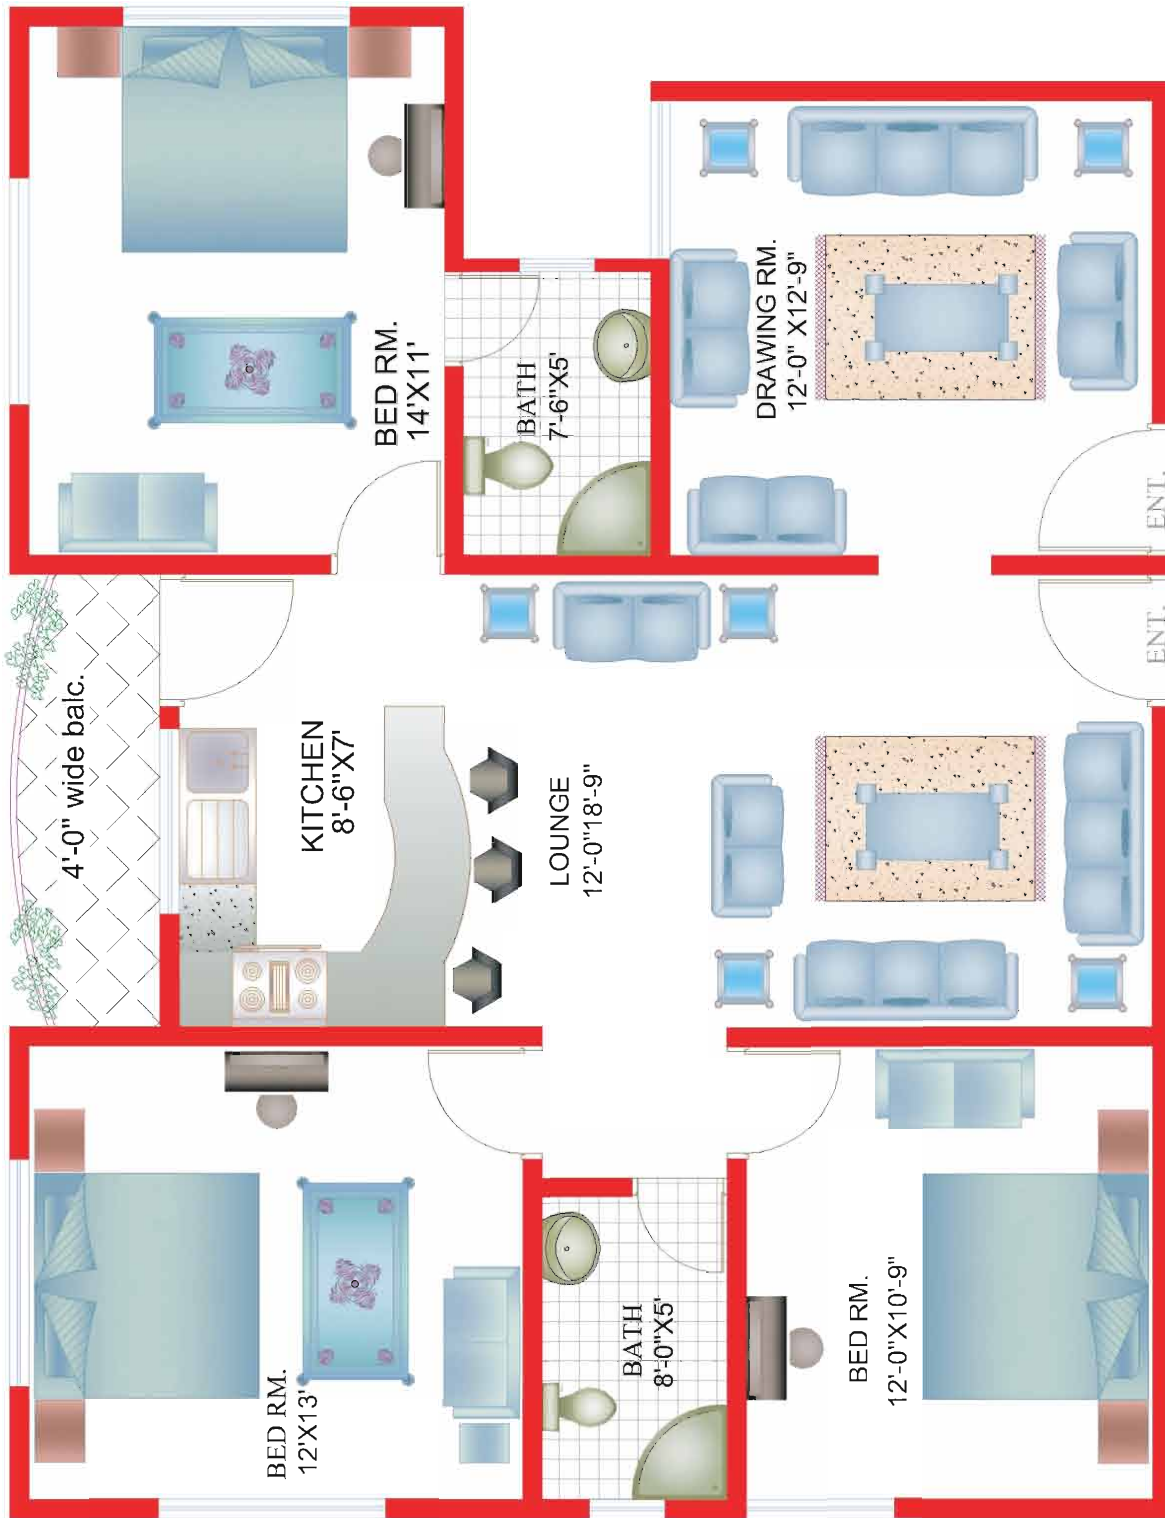 BED RM.
14'X11'
BATH
7'-6"X5'
DRAWING RM.
12'-0" X12'-9"
ENT.
4'-0" wide balc.
KITCHEN
8'-6"X7'
LOUNGE
12'-0"18'-9"
ENT.
BED RM.
12'X13'
BATH
8'-0"X5'
BED RM.
12'-0"X10'-9"